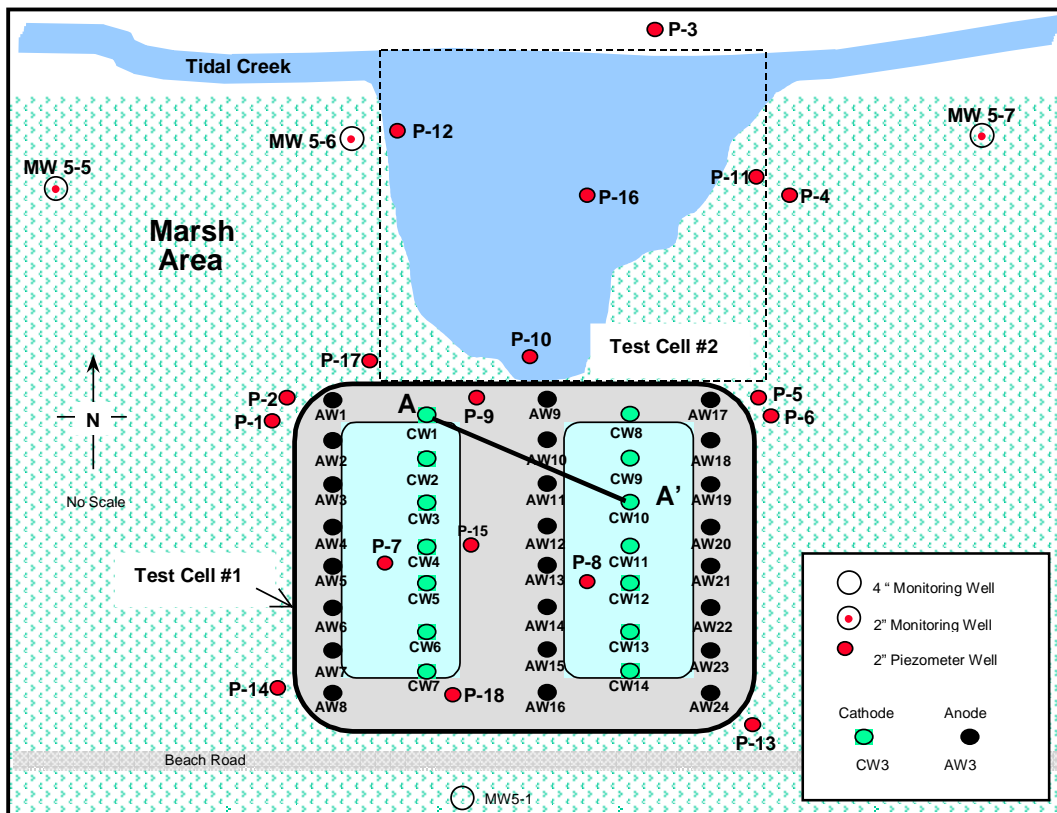 P-3
Tidal Creek
MW 5-7
P-12
MW 5-6
MW 5-5
P-11
P-16
P-4
Marsh
Area
P-10
Test Cell #2
P-17
P-2
A
P-9
P-5
P-1
N
P-6
AW1
AW9
AW17
CW1
CW8
AW2
AW10
AW18
CW2
CW9
No Scale
AW3
AW11
A’
AW19
CW3
CW10
P-15
AW4
AW12
AW20
P-7
CW4
P-8
CW11
Test Cell #1
AW5
AW13
AW21
CW5
CW12
4 “ Monitoring Well
AW6
AW14
AW22
2” Monitoring Well
CW6
CW13
AW7
AW15
AW23
2” Piezometer Well
P-14
CW7
CW14
P-18
AW8
AW16
AW24
Cathode
Anode
P-13
Beach Road
CW3
AW3
MW5-1